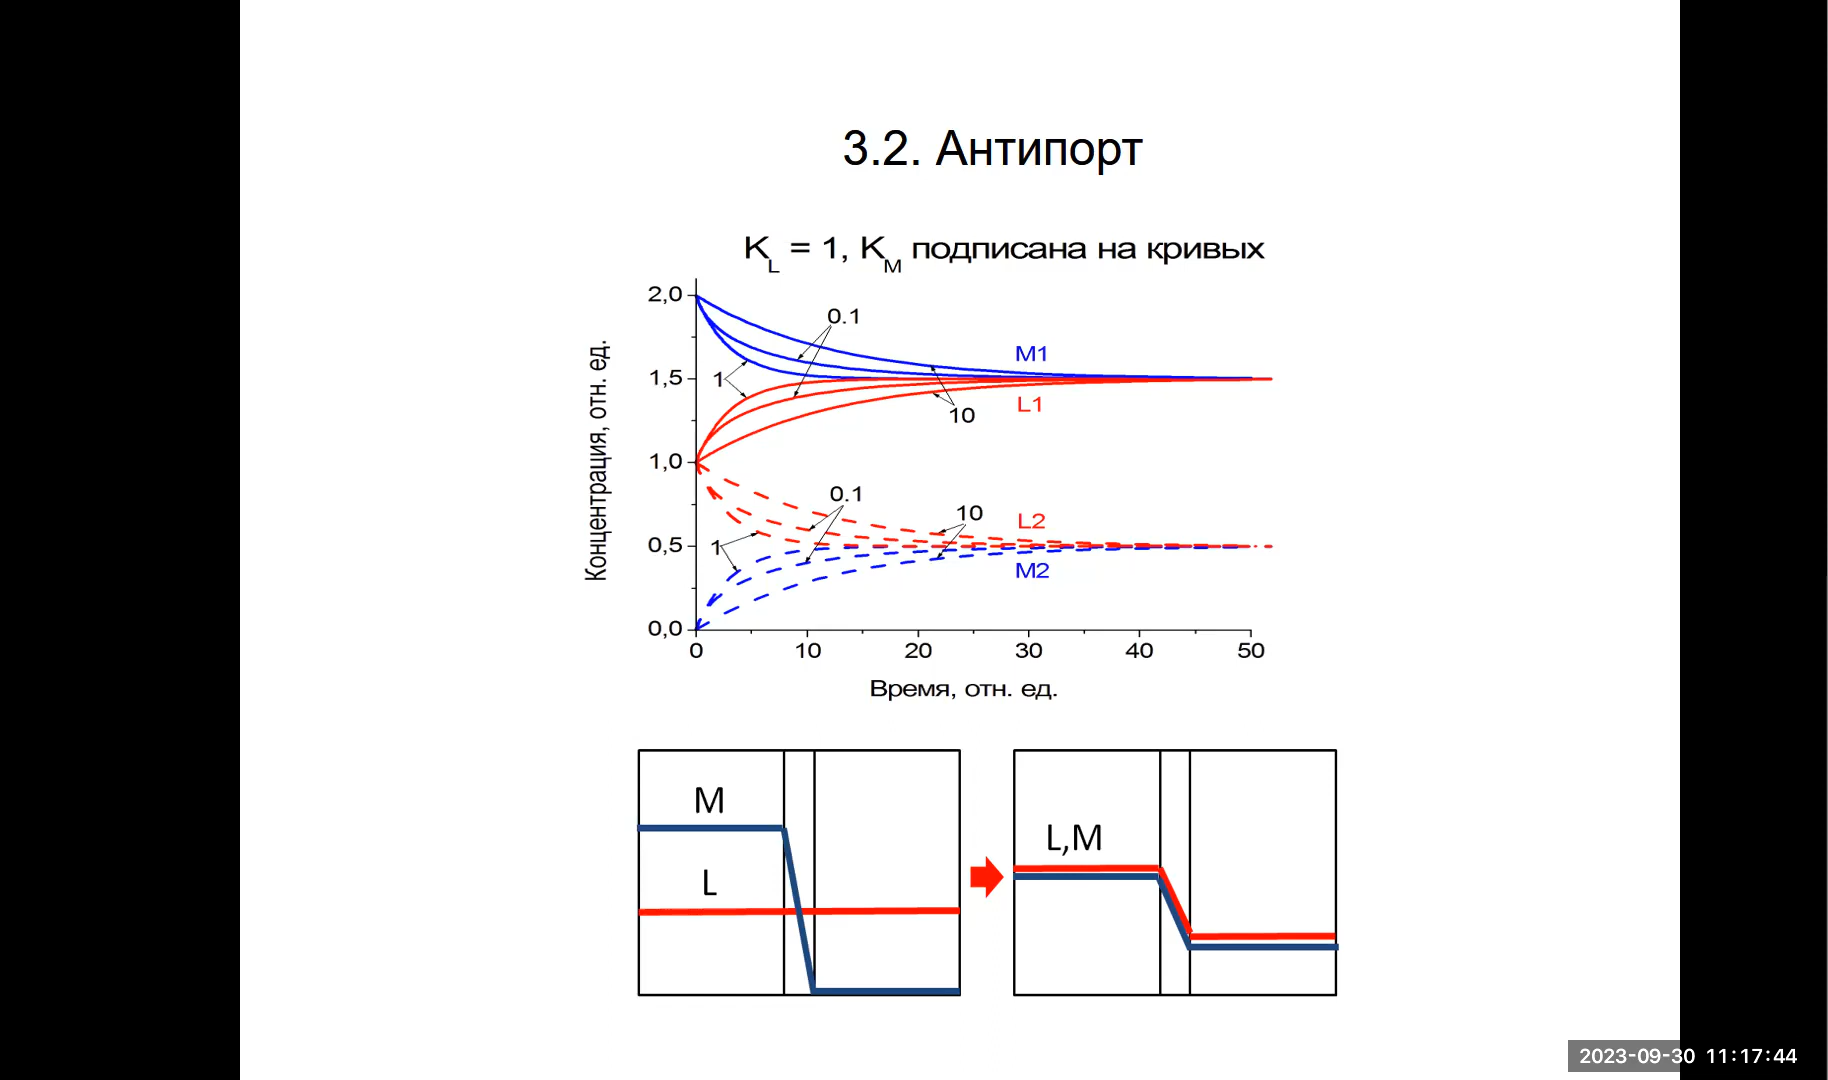 3.2. Антипорт
K_L = 1, K_M подписана на кривых
Концентрация, отн. ед.
2,0
1,5
1,0
0,5
0,0
0.1
M1
1
10
L1
0.1
10
L2
1
M2
0 10 20 30 40 50
Время, отн. ед.
M
L
L,M
2023-09-30 11:17:44